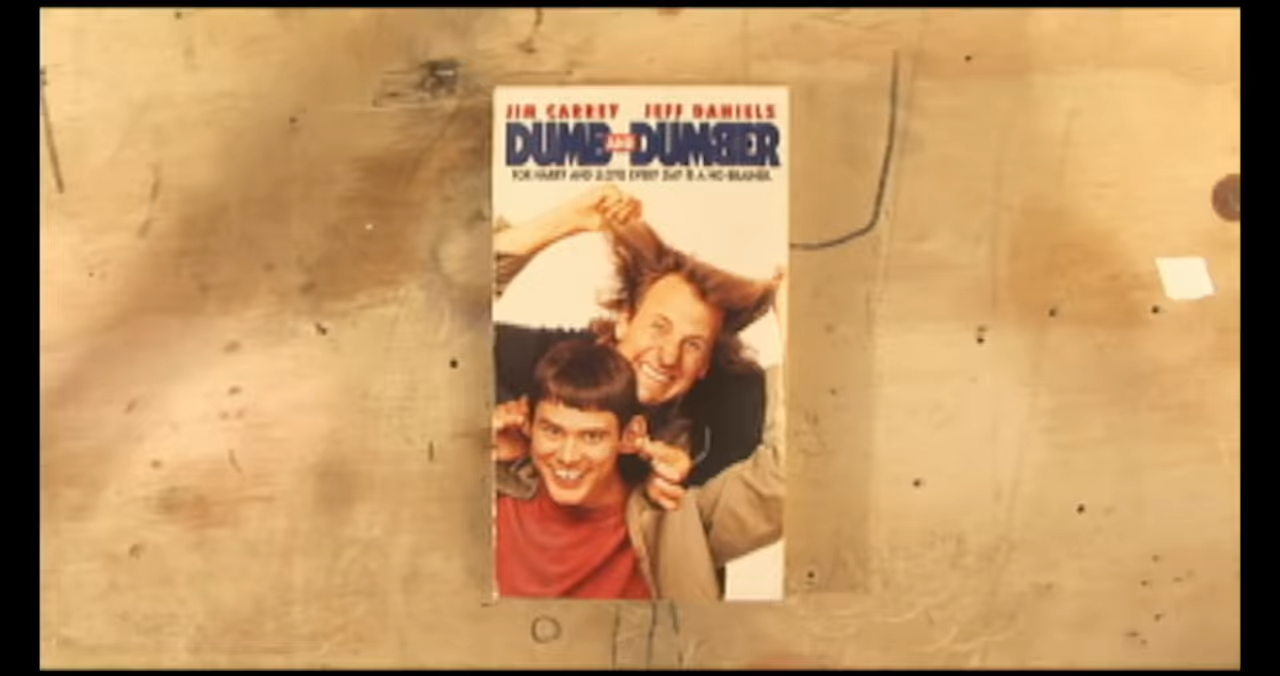 JIM CARREY JEFF DANIELS
DUMB AND DUMBER
FOR HARRY AND LLOYD EVERY DAY IS A NO-BRAINER.